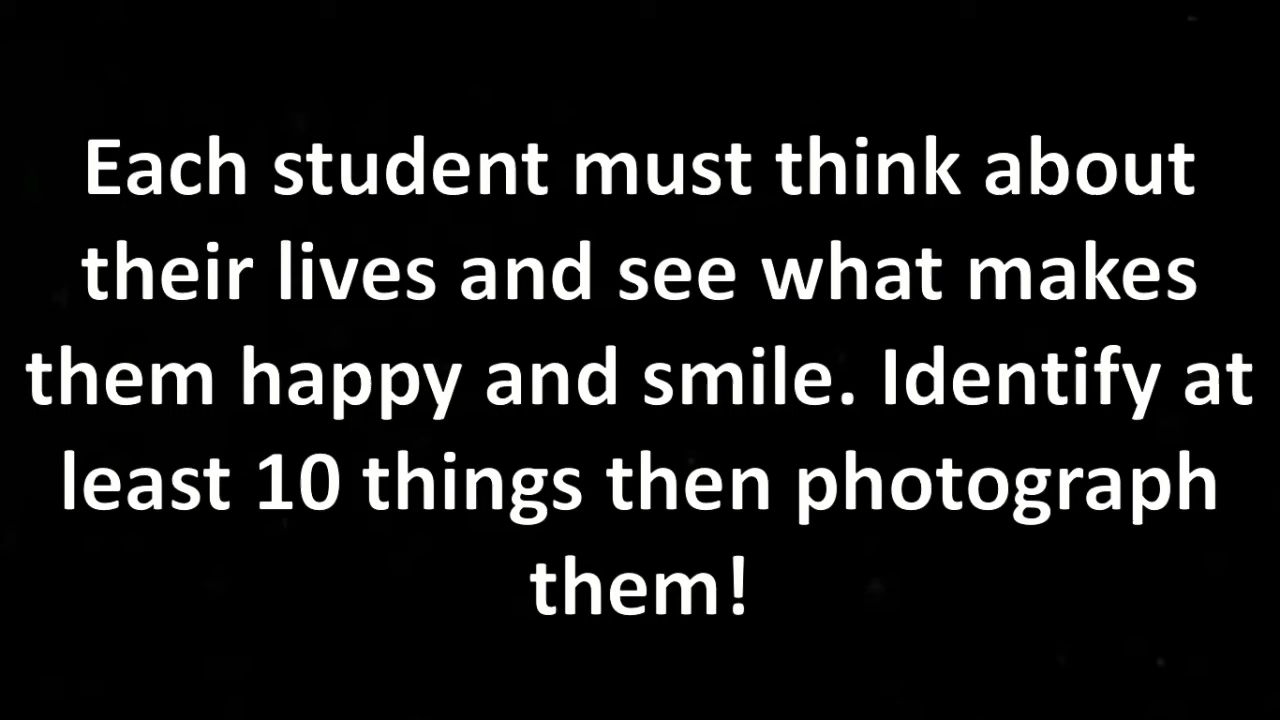 Each student must think about
their lives and see what makes
them happy and smile. Identify at
least 10 things then photograph
them!